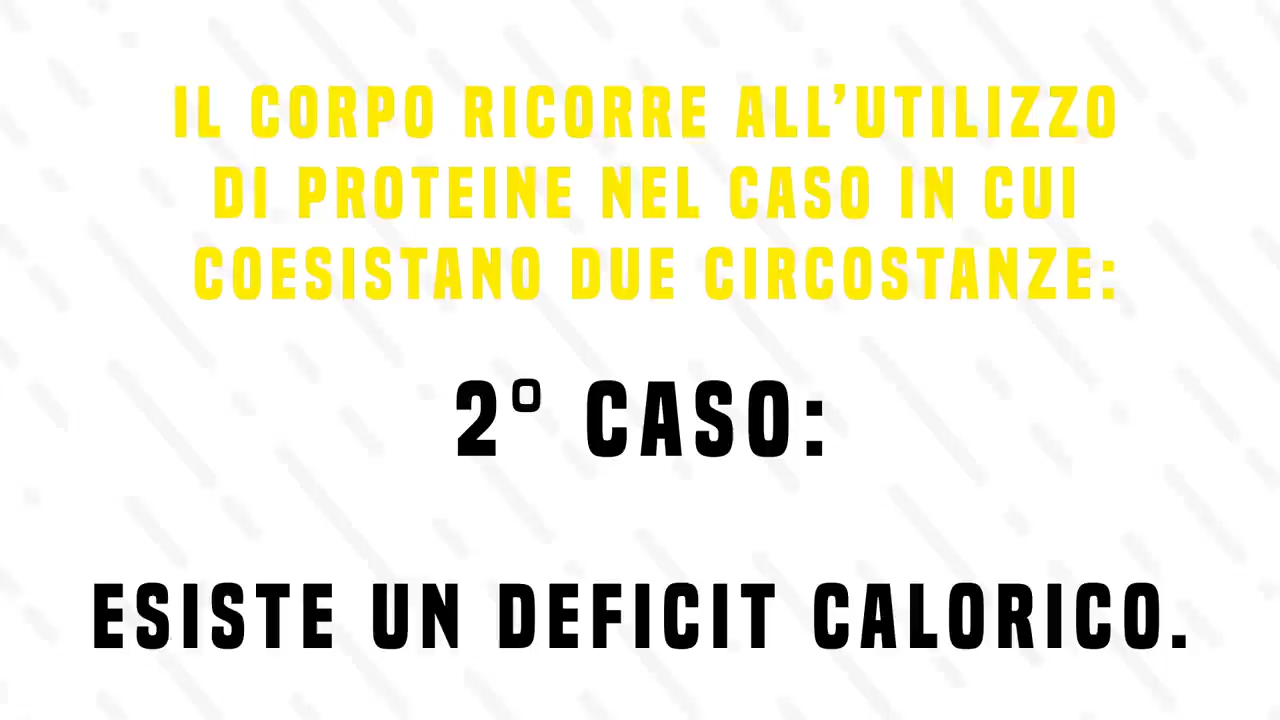 IL CORPO RICORRE ALL’UTILIZZO
DI PROTEINE NEL CASO IN CUI
COESISTANO DUE CIRCOSTANZE:
2° CASO:
ESISTE UN DEFICIT CALORICO.